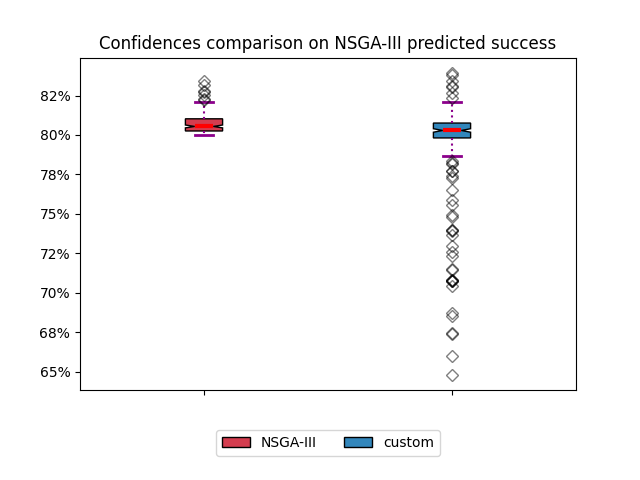 Confidences comparison on NSGA-III predicted success
82%
80%
78%
75%
72%
70%
68%
65%
NSGA-III
custom